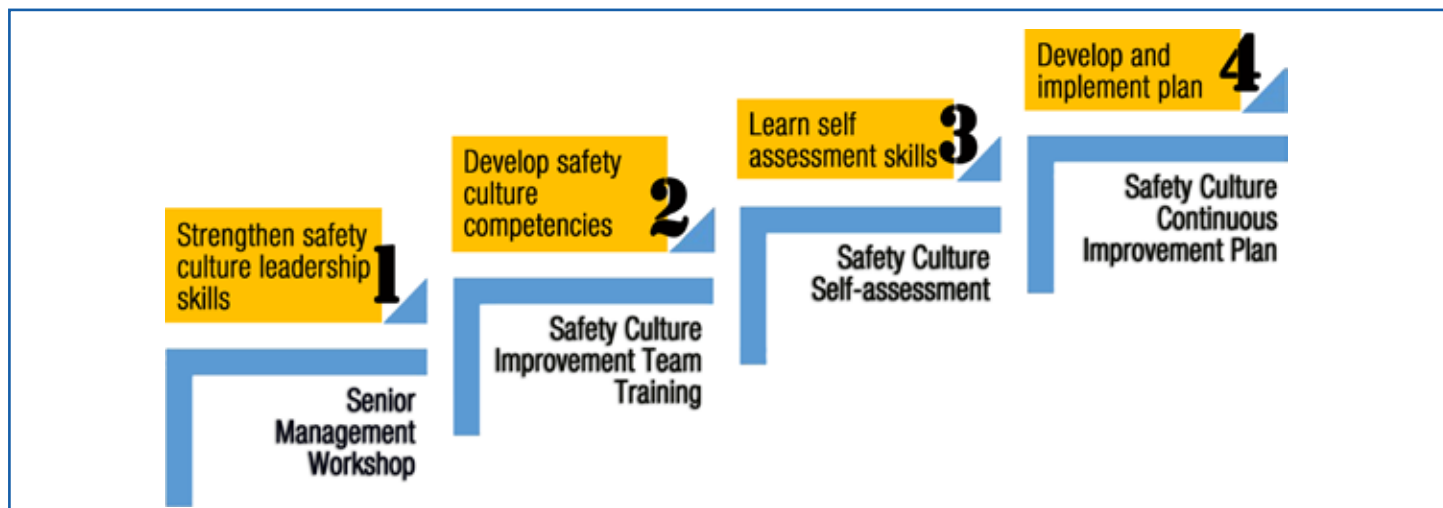 Strengthen safety
culture leadership
skills
1
Senior
Management
Workshop
Develop safety
culture
competencies
2
Safety Culture
Improvement Team
Training
Learn self
assessment skills
3
Safety Culture
Self-assessment
Develop and
implement plan
4
Safety Culture
Continuous
Improvement Plan